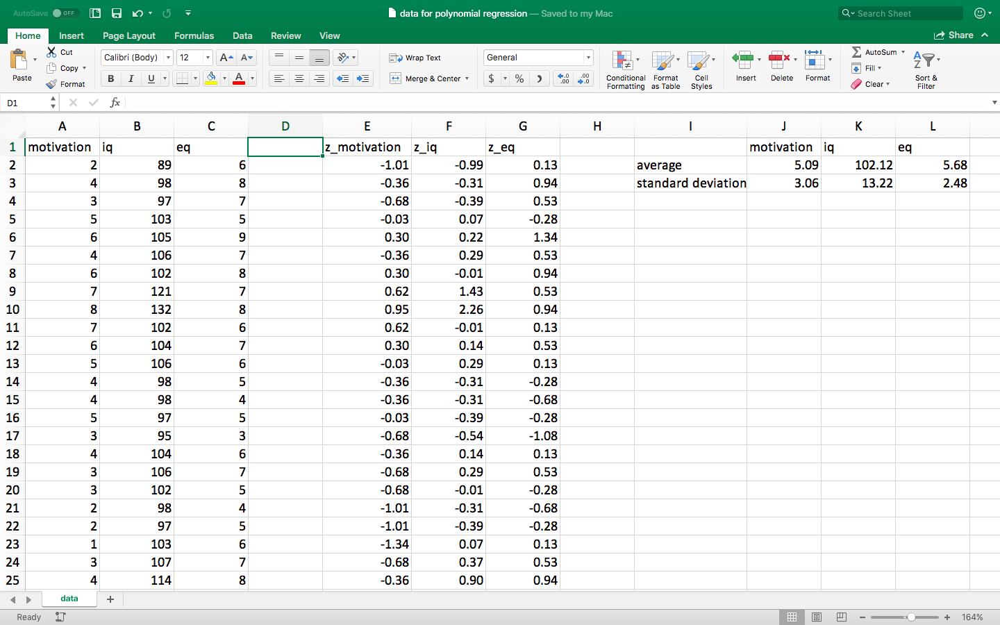 AutoSave OFF data for polynomial regression — Saved to my Mac Search Sheet
Home Insert Page Layout Formulas Data Review View Share
Paste Cut Copy Format
Calibri (Body) 12 A A
B I U A
Wrap Text
Merge & Center
General
$ % .00 .00
Conditional Formatting Format as Table Cell Styles
Insert Delete Format
AutoSum Fill Clear
Sort & Filter
D1 fx
A B C D E F G H I J K L
1 motivation iq eq z_motivation z_iq z_eq motivation iq eq
2 2 89 6 -1.01 -0.99 0.13 average 5.09 102.12 5.68
3 4 98 8 -0.36 -0.31 0.94 standard deviation 3.06 13.22 2.48
4 3 97 7 -0.68 -0.39 0.53
5 5 103 5 -0.03 0.07 -0.28
6 6 105 9 0.30 0.22 1.34
7 4 106 7 -0.36 0.29 0.53
8 6 102 8 0.30 -0.01 0.94
9 7 121 7 0.62 1.43 0.53
10 8 132 8 0.95 2.26 0.94
11 7 102 6 0.62 -0.01 0.13
12 6 104 7 0.30 0.14 0.53
13 5 106 6 -0.03 0.29 0.13
14 4 98 5 -0.36 -0.31 -0.28
15 4 98 4 -0.36 -0.31 -0.68
16 5 97 5 -0.03 -0.39 -0.28
17 3 95 3 -0.68 -0.54 -1.08
18 4 104 6 -0.36 0.14 0.13
19 3 106 7 -0.68 0.29 0.53
20 3 102 5 -0.68 -0.01 -0.28
21 2 98 4 -1.01 -0.31 -0.68
22 2 97 5 -1.01 -0.39 -0.28
23 1 103 6 -1.34 0.07 0.13
24 3 107 7 -0.68 0.37 0.53
25 4 114 8 -0.36 0.90 0.94
data +
Ready 164%